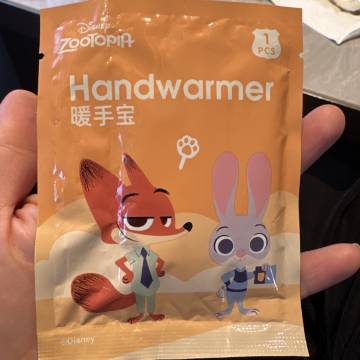 Disney
ZOOTOPIA
1
PCS
Handwarmer
暖手宝
©Disney